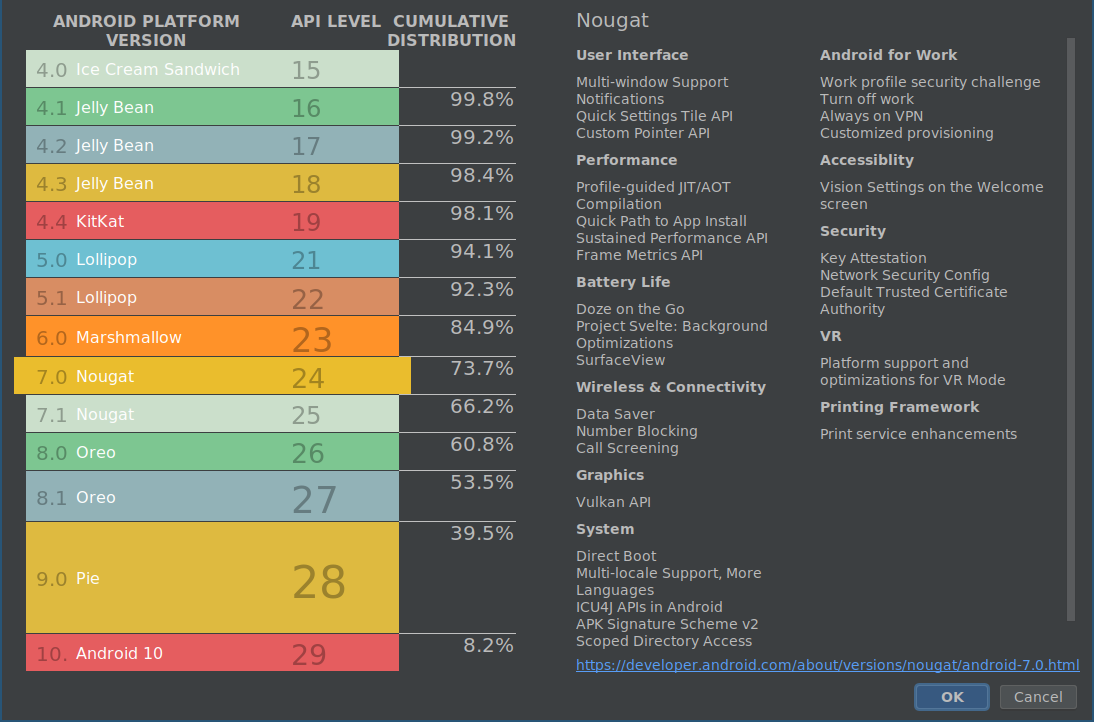 ANDROID PLATFORM
VERSION
API LEVEL
CUMULATIVE
DISTRIBUTION
4.0 Ice Cream Sandwich 15
99.8%
4.1 Jelly Bean 16
99.2%
4.2 Jelly Bean 17
98.4%
4.3 Jelly Bean 18
98.1%
4.4 KitKat 19
94.1%
5.0 Lollipop 21
92.3%
5.1 Lollipop 22
84.9%
6.0 Marshmallow 23
73.7%
7.0 Nougat 24
66.2%
7.1 Nougat 25
60.8%
8.0 Oreo 26
53.5%
8.1 Oreo 27
39.5%
9.0 Pie 28
8.2%
10. Android 10 29
Nougat
User Interface
Multi-window Support
Notifications
Quick Settings Tile API
Custom Pointer API
Performance
Profile-guided JIT/AOT
Compilation
Quick Path to App Install
Sustained Performance API
Frame Metrics API
Battery Life
Doze on the Go
Project Svelte: Background
Optimizations
SurfaceView
Wireless & Connectivity
Data Saver
Number Blocking
Call Screening
Graphics
Vulkan API
System
Direct Boot
Multi-locale Support, More
Languages
ICU4J APIs in Android
APK Signature Scheme v2
Scoped Directory Access
Android for Work
Work profile security challenge
Turn off work
Always on VPN
Customized provisioning
Accessiblity
Vision Settings on the Welcome
screen
Security
Key Attestation
Network Security Config
Default Trusted Certificate
Authority
VR
Platform support and
optimizations for VR Mode
Printing Framework
Print service enhancements
https://developer.android.com/about/versions/nougat/android-7.0.html
OK
Cancel